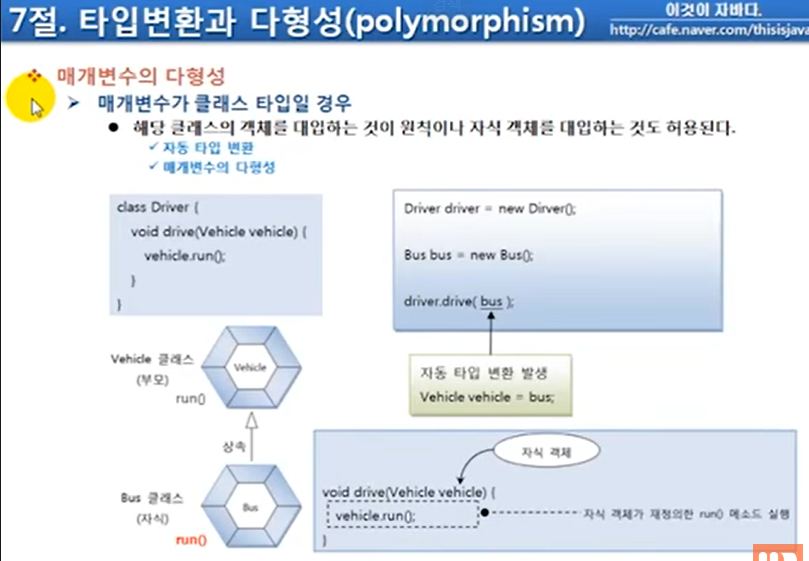 7절. 타입변환과 다형성(polymorphism)
이것이 자바다.
http://cafe.naver.com/thisisjava
매개변수의 다형성
매개변수가 클래스 타입일 경우
해당 클래스의 객체를 대입하는 것이 원칙이나 자식 객체를 대입하는 것도 허용된다.
자동 타입 변환
매개변수의 다형성
class Driver {
void drive(Vehicle vehicle) {
vehicle.run();
}
}
Driver driver = new Dirver();
Bus bus = new Bus();
driver.drive( bus );
자동 타입 변환 발생
Vehicle vehicle = bus;
Vehicle 클래스
(부모)
run()
Vehicle
상속
Bus 클래스
(자식)
run()
Bus
자식 객체
void drive(Vehicle vehicle) {
vehicle.run();
}
자식 객체가 재정의한 run() 메소드 실행